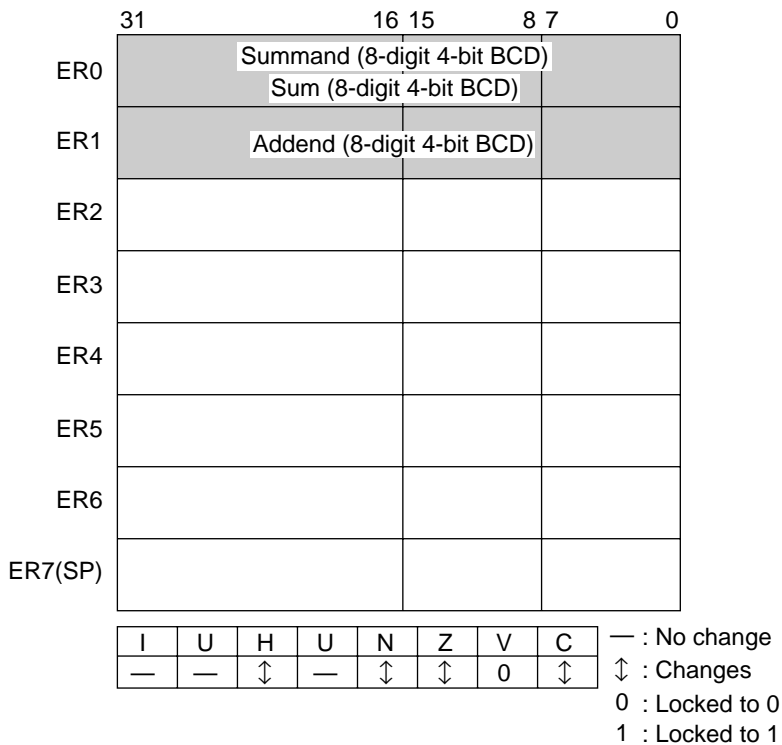 31 16 15 8 7 0
ER0 Summand (8-digit 4-bit BCD)
Sum (8-digit 4-bit BCD)
ER1 Addend (8-digit 4-bit BCD)
ER2
ER3
ER4
ER5
ER6
ER7(SP)
I U H U N Z V C
— — ↕ — ↕ ↕ 0 ↕
— : No change
↕ : Changes
0 : Locked to 0
1 : Locked to 1